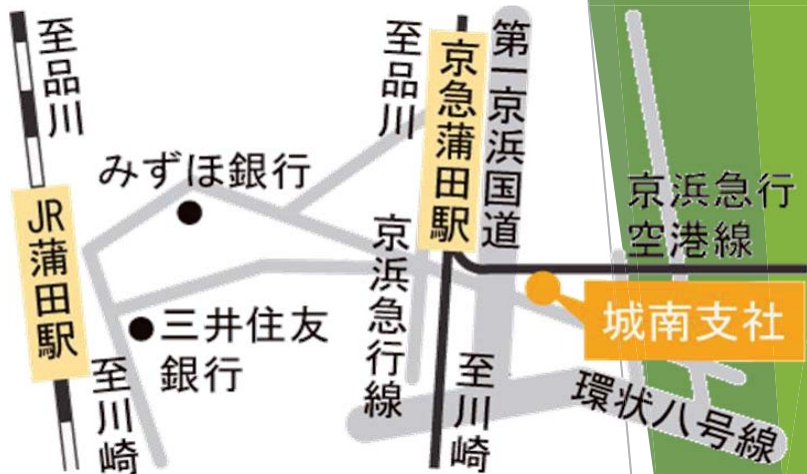 至品川
JR蒲田駅
至川崎
みずほ銀行
三井住友
銀行
至品川
京急蒲田駅
第一京浜国道
京浜急行線
至川崎
京浜急行
空港線
城南支社
環状八号線